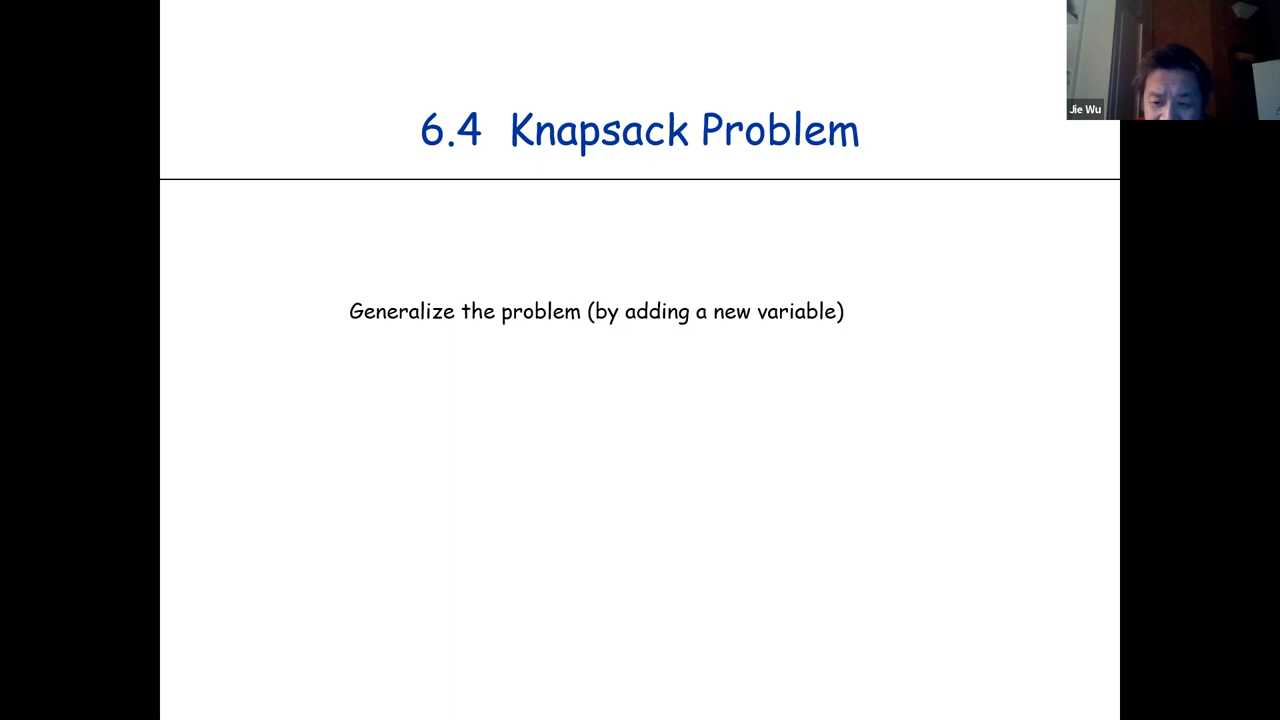 Jie Wu
6.4 Knapsack Problem
Generalize the problem (by adding a new variable)